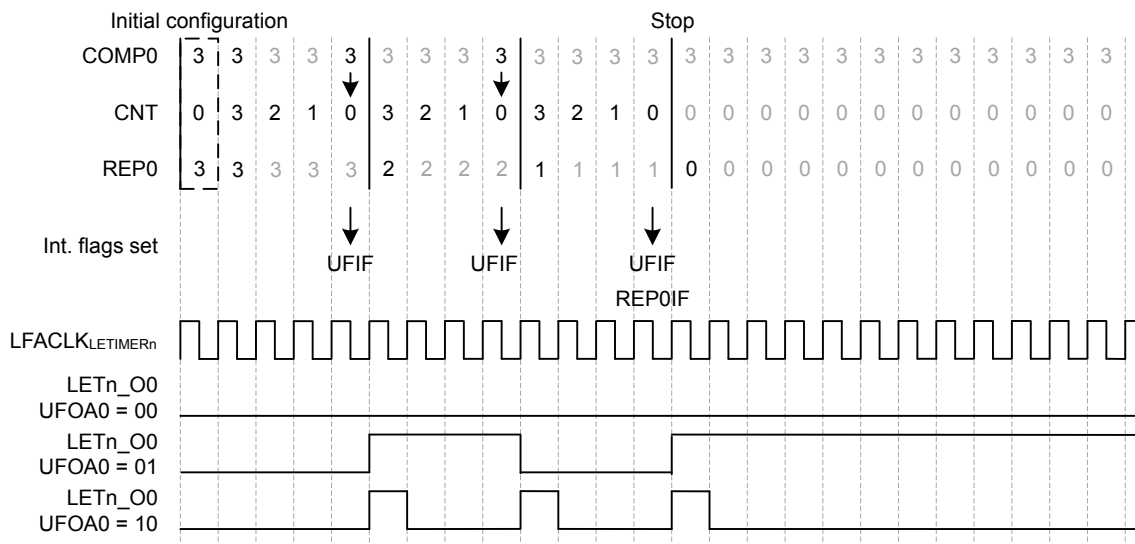 Initial configuration Stop
COMP0 3 3 3 3 3 3 3 3 3 3 3 3 3 3 3 3 3 3 3 3 3 3 3 3 3
CNT 0 3 2 1 0 3 2 1 0 3 2 1 0 0 0 0 0 0 0 0 0 0 0 0 0
REP0 3 3 3 3 3 2 2 2 2 1 1 1 1 0 0 0 0 0 0 0 0 0 0 0 0
Int. flags set
UFIF UFIF UFIF
REP0IF
LFACLKLETIMERn
LETn_O0
UFOA0 = 00
LETn_O0
UFOA0 = 01
LETn_O0
UFOA0 = 10